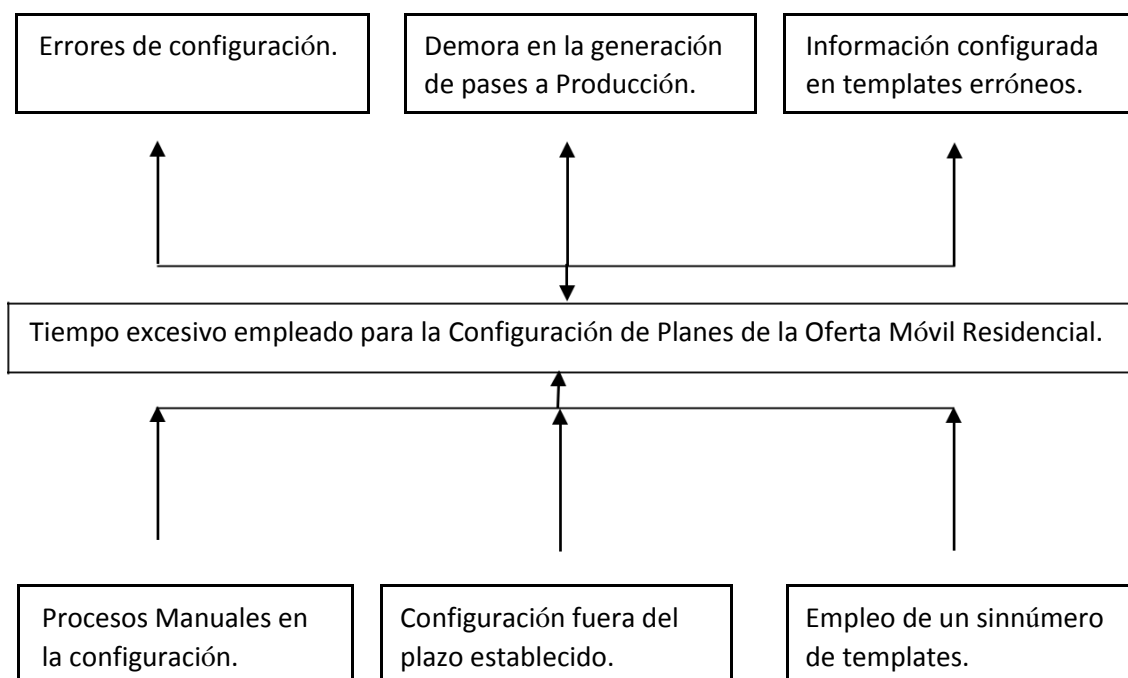 Errores de configuración.
Demora en la generación
de pases a Producción.
Información configurada
en templates erróneos.
Tiempo excesivo empleado para la Configuración de Planes de la Oferta Móvil Residencial.
Procesos Manuales en
la configuración.
Configuración fuera del
plazo establecido.
Empleo de un sinnúmero
de templates.